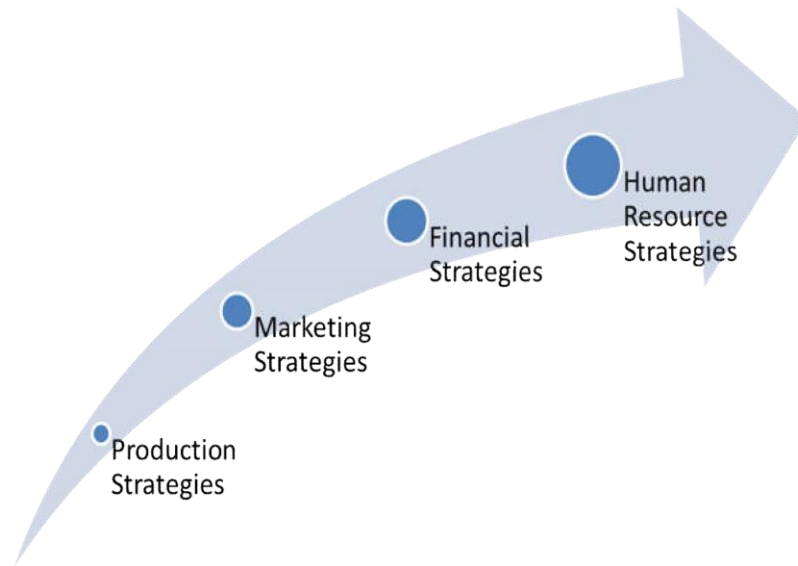 Human
Resource
Strategies
Financial
Strategies
Marketing
Strategies
Production
Strategies